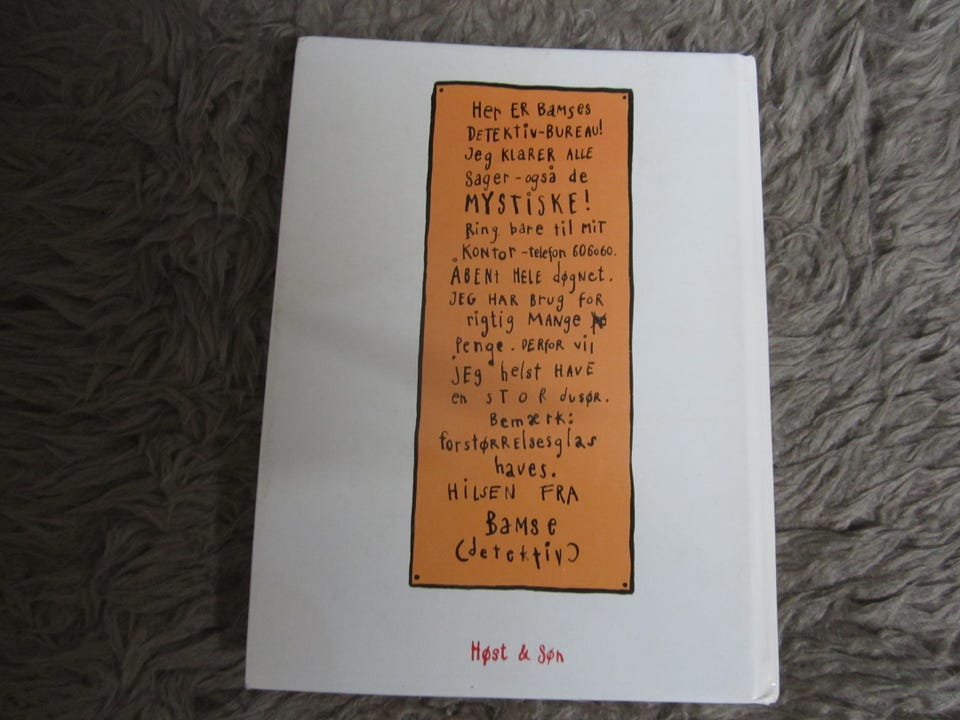 Her ER Bamses
DETEKTiV-BUREAU!
Jeg KLARER ALLE
Sager - også de
MYSTiSKE!
Ring bare til MiT
KONTOR - telefon 606060.
ÅBENt HELE døgnet.
JEG HAR Brug FOR
rigtig MANge
Penge. DERFOR vil
JEg helst HAVE
en STOR dusør.
Bemærk:
forstøRRElsesglas
haves.
HiLSEN FRA
BaMse
(detektiv)
Høst & Søn